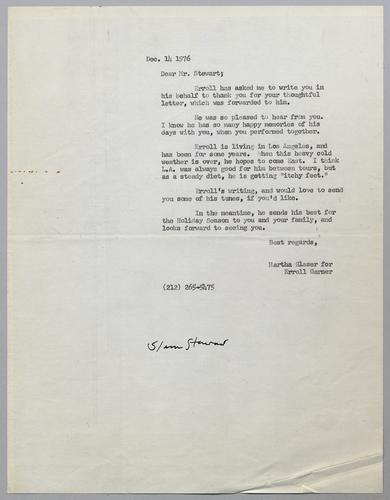 Dec. 14 1976
Dear Mr. Stewart;
Erroll has asked me to write you in
his behalf to thank you for your thoughtful
letter, which was forwarded to him.
He was so pleased to hear from you.
I know he has so many happy memories of his
days with you, when you performed together.
Erroll is living in Los Angeles, and
has been for some years. When this heavy cold
weather is over, he hopes to come East. I think
L.A. was always good for him between tours, but
as a steady diet, he is getting "itchy feet."
Erroll's writing, and would love to send
you some of his tunes, if you'd like.
In the meantime, he sends his best for
the Holiday Season to you and your family, and
looks forward to seeing you.
Best regards,
Martha Glaser for
Erroll Garner
(212) 265-5475
Slam Stewart